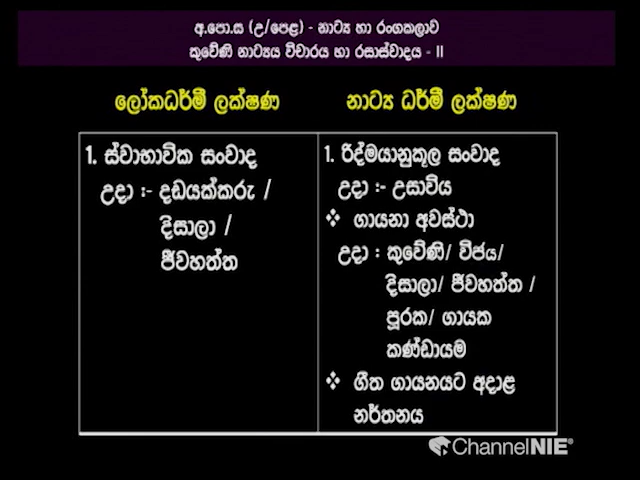 අ.පො.ස (උ/පෙළ) - නාට්‍ය හා රංගකලාව
කුවේණි නාට්‍යය විචාරය හා රසාස්වාදය - II
ලෝකධර්මී ලක්ෂණ
නාට්‍ය ධර්මී ලක්ෂණ
1. ස්වාභාවික සංවාද
උදා :- දඩයක්කරු /
දිසාලා /
ජීවහත්ත
1. රිද්මයානුකූල සංවාද
උදා :- උසාවිය
❖ ගායනා අවස්ථා
උදා : කුවේණි/ විජය/
දිසාලා/ ජීවහත්ත /
පූරක/ ගායක
කණ්ඩායම
❖ ගීත ගායනයට අදාළ
නර්තනය
ChannelNIE®